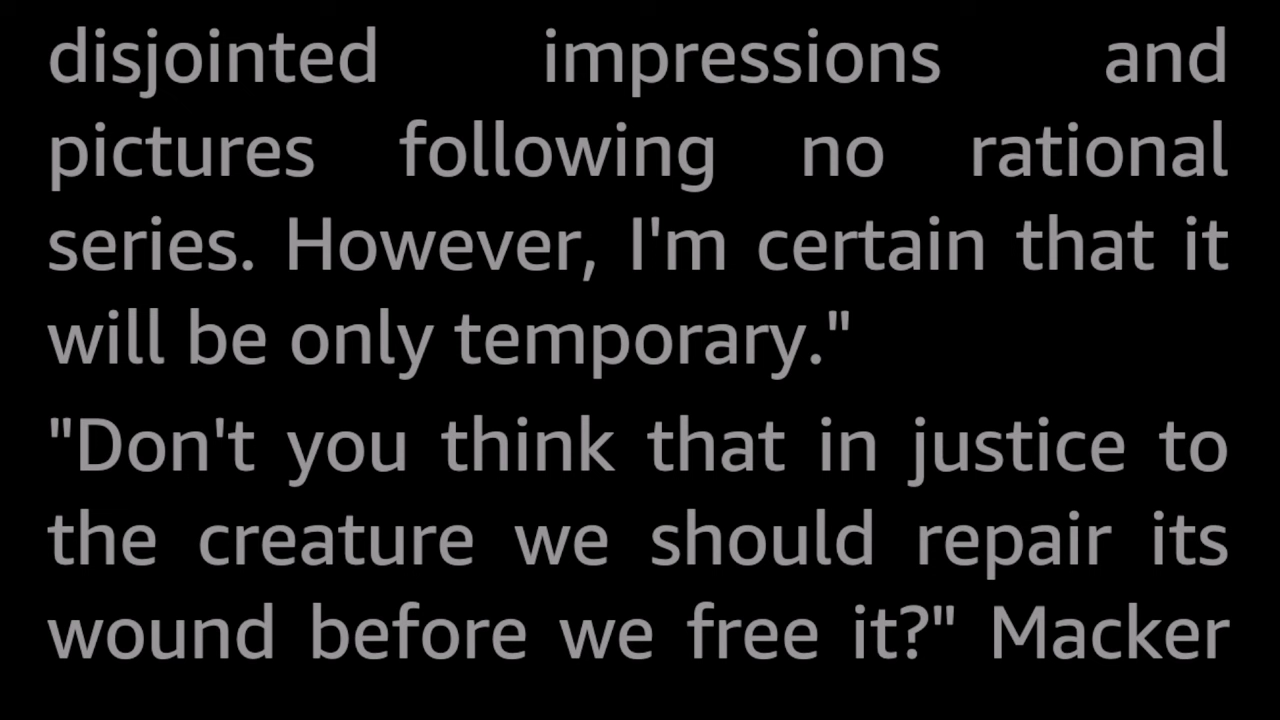 disjointed impressions and
pictures following no rational
series. However, I'm certain that it
will be only temporary."
"Don't you think that in justice to
the creature we should repair its
wound before we free it?" Macker